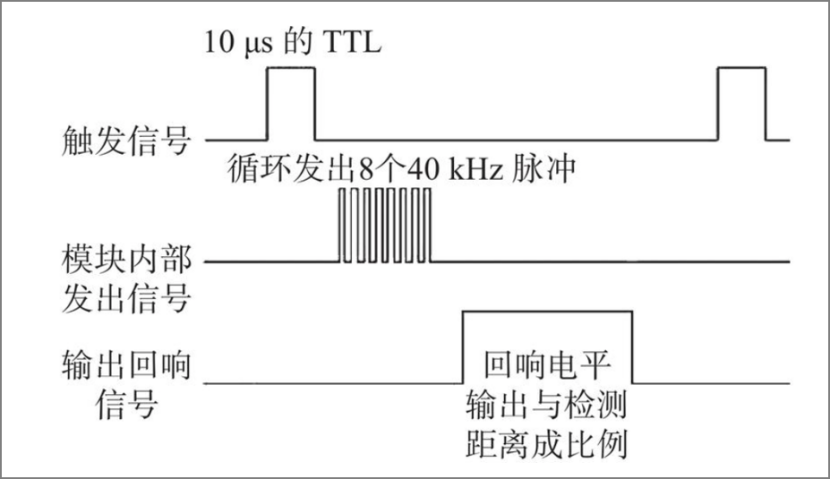 10 μs 的 TTL
触发信号
循环发出8个40 kHz 脉冲
模块内部
发出信号
输出回响
信号
回响电平
输出与检测
距离成比例